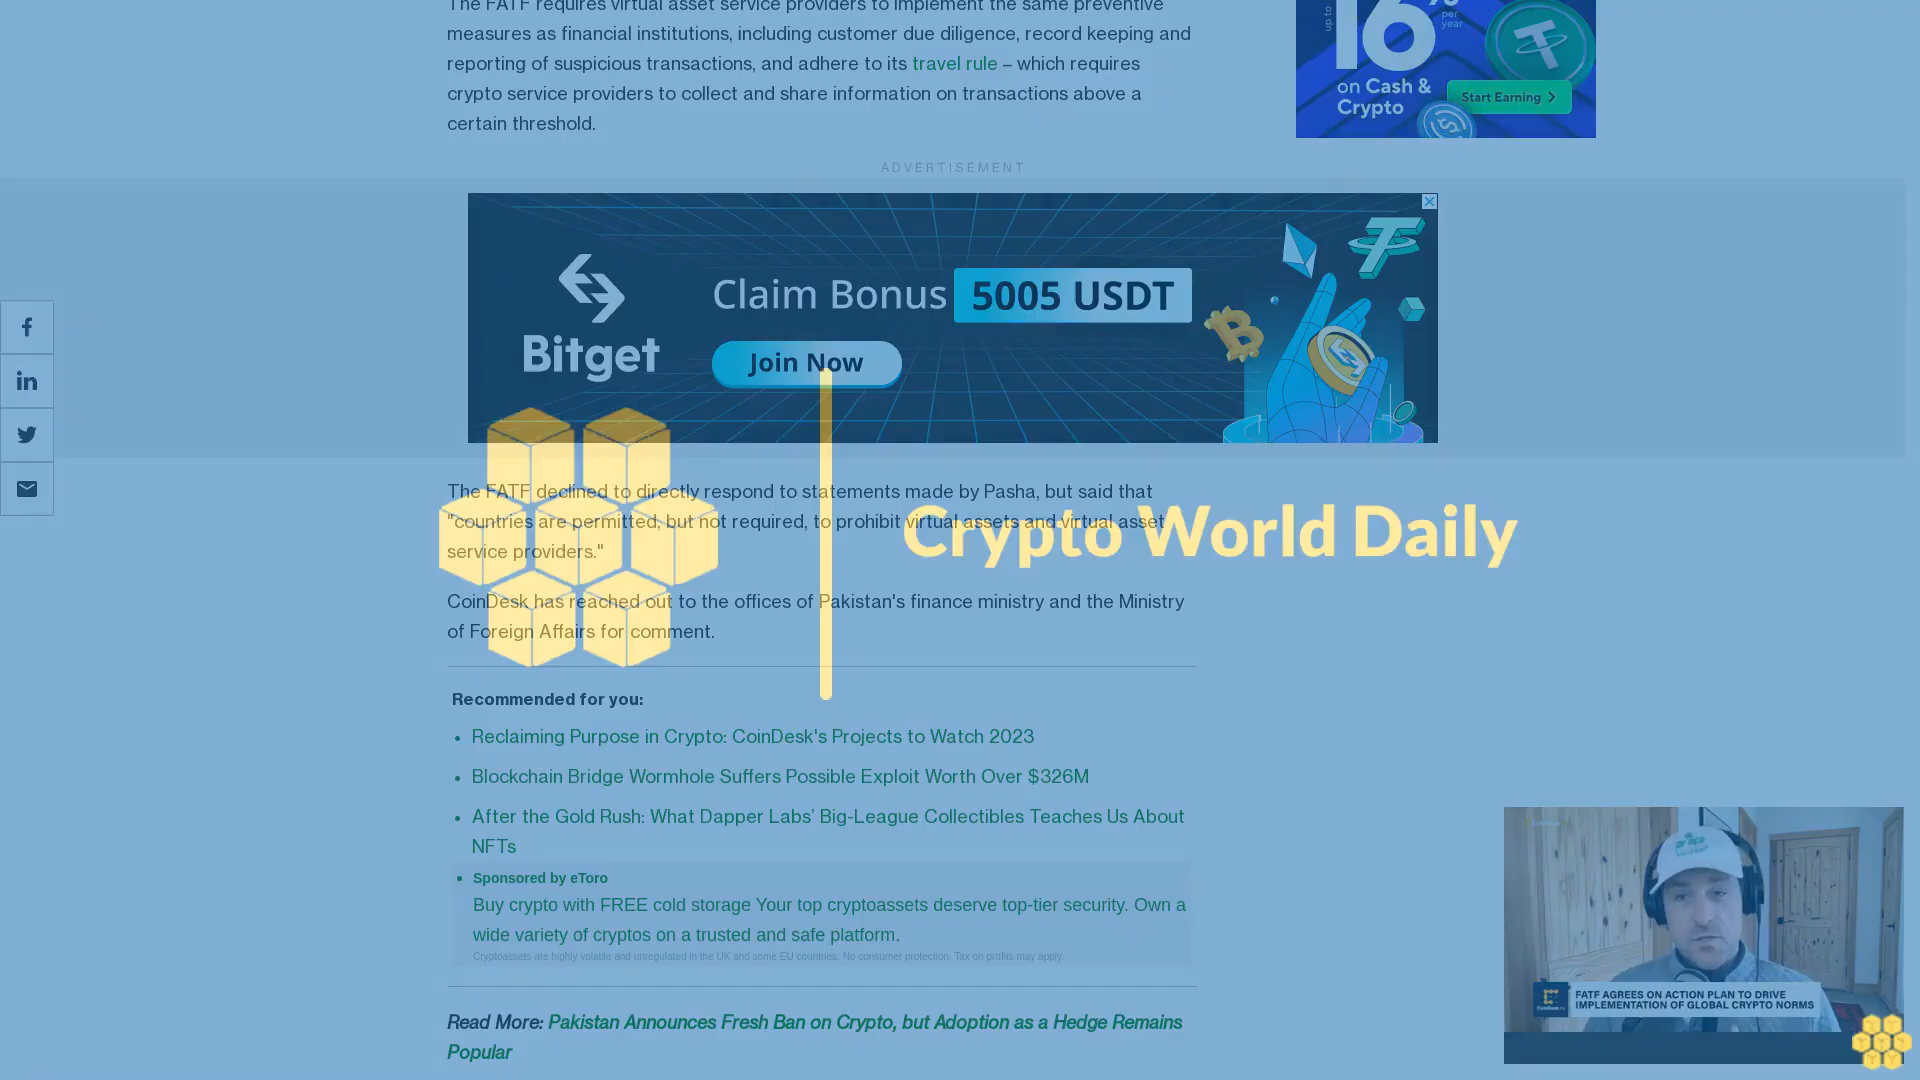 The FATF requires virtual asset service providers to implement the same preventive
measures as financial institutions, including customer due diligence, record keeping and
reporting of suspicious transactions, and adhere to its travel rule – which requires
crypto service providers to collect and share information on transactions above a
certain threshold.
up to 16% per year
on Cash &
Crypto
Start Earning >
ADVERTISEMENT
Bitget
Claim Bonus 5005 USDT
Join Now
The FATF declined to directly respond to statements made by Pasha, but said that
"countries are permitted, but not required, to prohibit virtual assets and virtual asset
service providers."
Crypto World Daily
CoinDesk has reached out to the offices of Pakistan's finance ministry and the Ministry
of Foreign Affairs for comment.
Recommended for you:
• Reclaiming Purpose in Crypto: CoinDesk's Projects to Watch 2023
• Blockchain Bridge Wormhole Suffers Possible Exploit Worth Over $326M
• After the Gold Rush: What Dapper Labs' Big-League Collectibles Teaches Us About
NFTs
• Sponsored by eToro
Buy crypto with FREE cold storage Your top cryptoassets deserve top-tier security. Own a
wide variety of cryptos on a trusted and safe platform.
Cryptoassets are highly volatile and unregulated in the UK and some EU countries. No consumer protection. Tax on profits may apply.
Read More: Pakistan Announces Fresh Ban on Crypto, but Adoption as a Hedge Remains
Popular
FATF AGREES ON ACTION PLAN TO DRIVE
IMPLEMENTATION OF GLOBAL CRYPTO NORMS